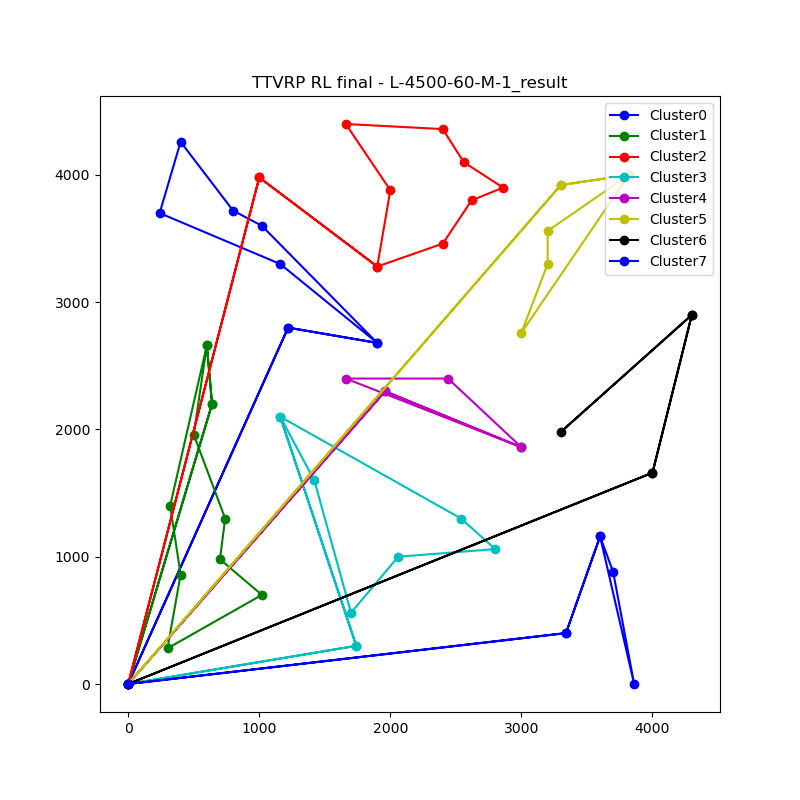 TTVRP RL final - L-4500-60-M-1_result
Cluster0
Cluster1
Cluster2
Cluster3
Cluster4
Cluster5
Cluster6
Cluster7
4000
3000
2000
1000
0
0 1000 2000 3000 4000